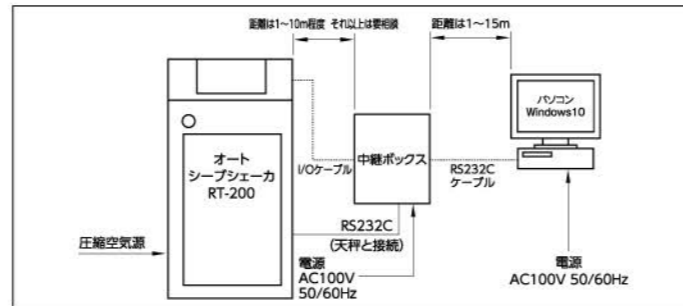 距離は1〜10m程度 それ以上は要相談
距離は1〜15m
パソコン
Windows10
オート
シーブシェーカ
RT-200
I/Oケーブル
中継ボックス
RS232C
ケーブル
圧縮空気源
RS232C
(天秤と接続)
電源
AC100V
50/60Hz
電源
AC100V 50/60Hz